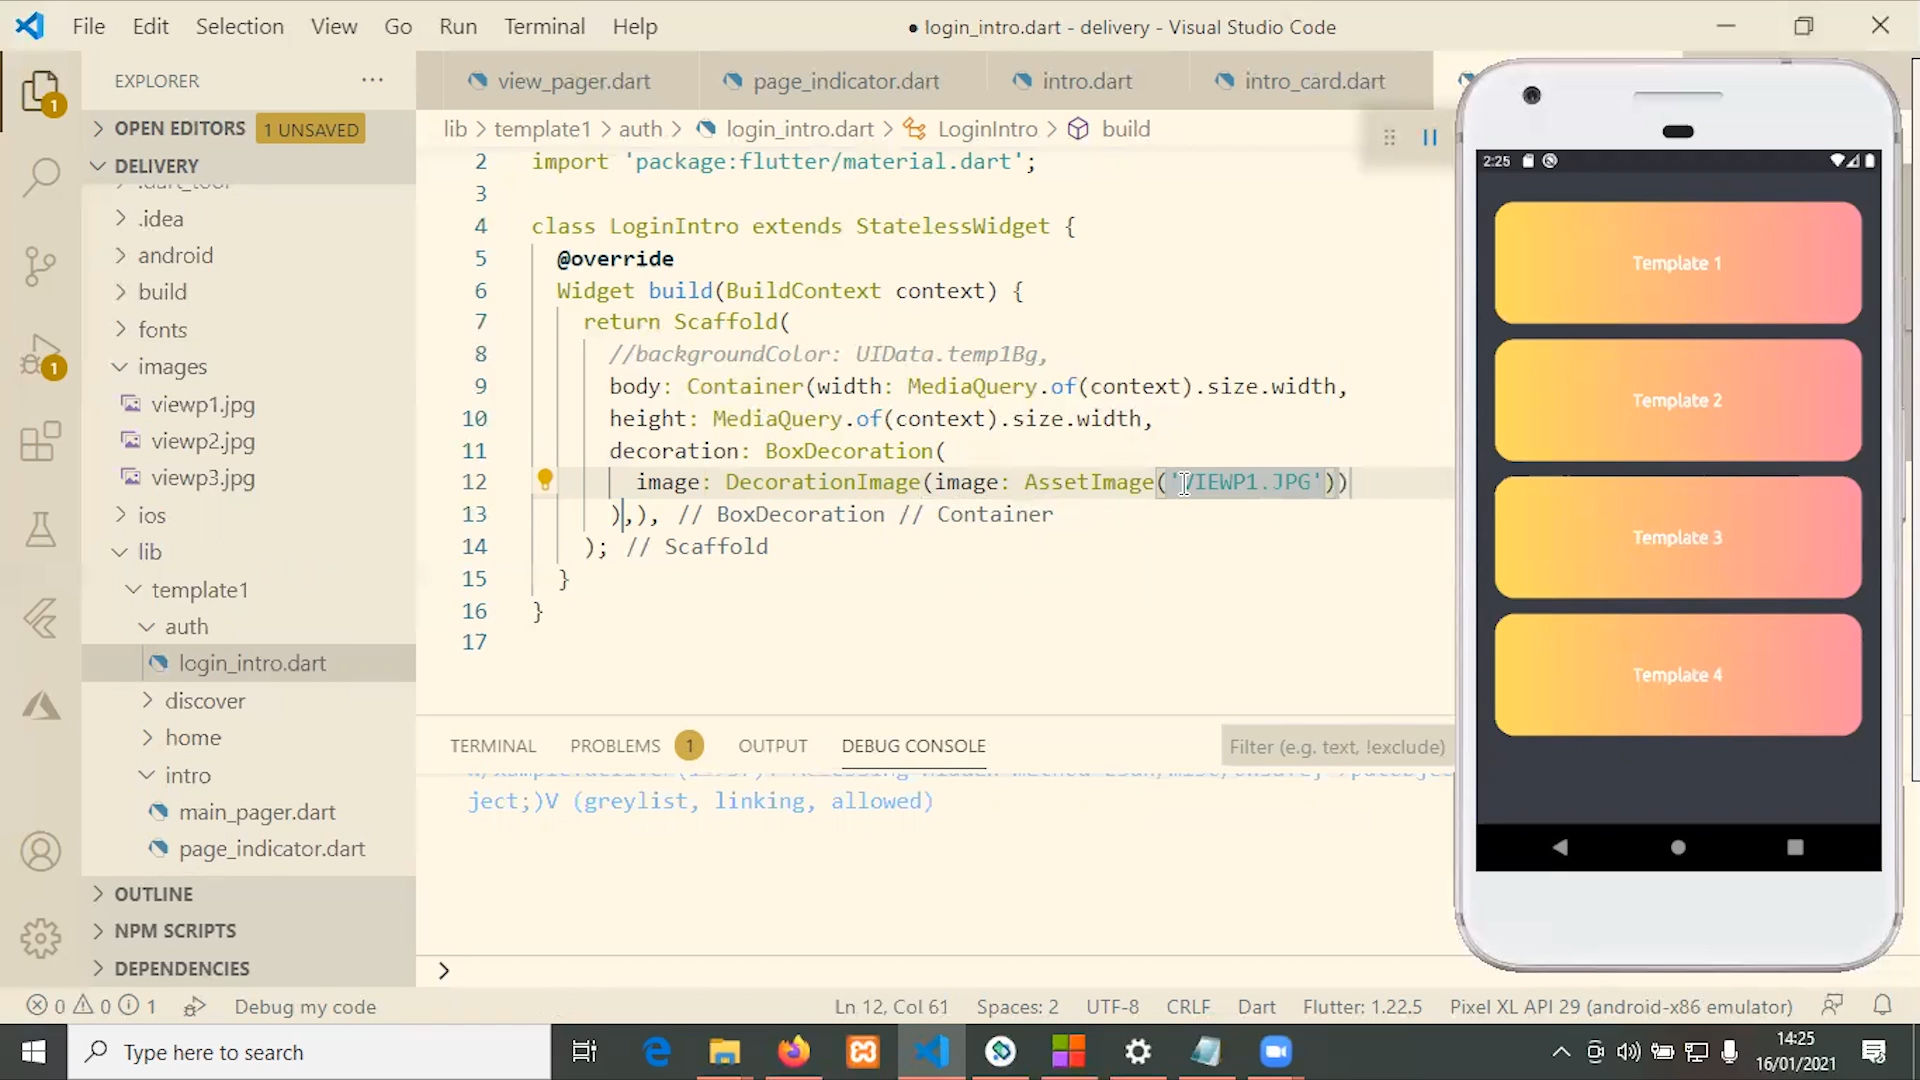 File Edit Selection View Go Run Terminal Help
● login_intro.dart - delivery - Visual Studio Code
EXPLORER ...
view_pager.dart page_indicator.dart intro.dart intro_card.dart
OPEN EDITORS 1 UNSAVED
DELIVERY
.dart_tool
.idea
android
build
fonts
images
viewp1.jpg
viewp2.jpg
viewp3.jpg
ios
lib
template1
auth
login_intro.dart
discover
home
intro
main_pager.dart
page_indicator.dart
OUTLINE
NPM SCRIPTS
DEPENDENCIES
1
1
lib > template1 > auth > login_intro.dart > LoginIntro > build
2 import 'package:flutter/material.dart';
3
4 class LoginIntro extends StatelessWidget {
5 @override
6 Widget build(BuildContext context) {
7 return Scaffold(
8 //backgroundColor: UIData.temp1Bg,
9 body: Container(width: MediaQuery.of(context).size.width,
10 height: MediaQuery.of(context).size.width,
11 decoration: BoxDecoration(
12 image: DecorationImage(image: AssetImage('VIEWP1.JPG'))
13 ),), // BoxDecoration // Container
14 ); // Scaffold
15 }
16 }
17
TERMINAL PROBLEMS 1 OUTPUT DEBUG CONSOLE
Filter (e.g. text, !exclude)
ject;)V (greylist, linking, allowed)
>
2:25
Template 1
Template 2
Template 3
Template 4
0 0 1 Debug my code
Ln 12, Col 61 Spaces: 2 UTF-8 CRLF Dart Flutter: 1.22.5 Pixel XL API 29 (android-x86 emulator)
Type here to search
14:25
16/01/2021